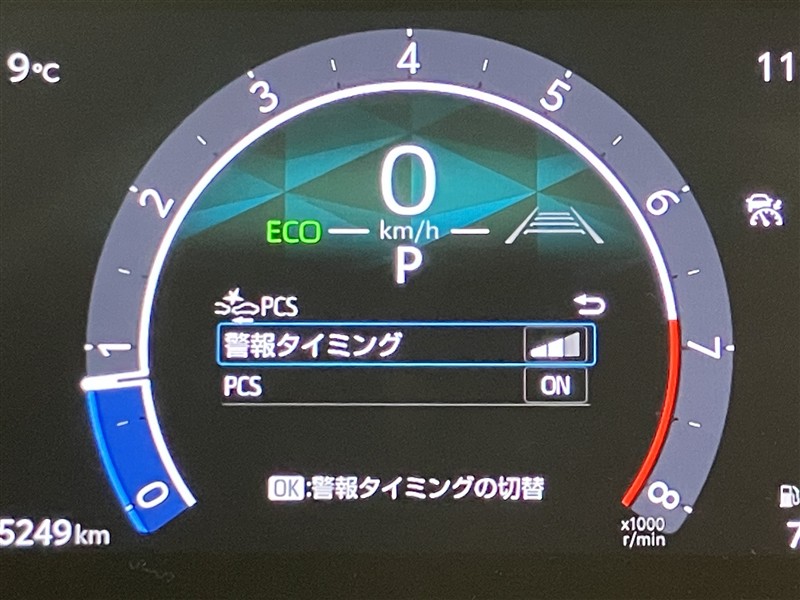 9℃
11
4
3
5
2
6
1
7
0
8
0
ECO
km/h
P
PCS
警報タイミング
PCS ON
OK:警報タイミングの切替
5249km
x1000
r/min
7